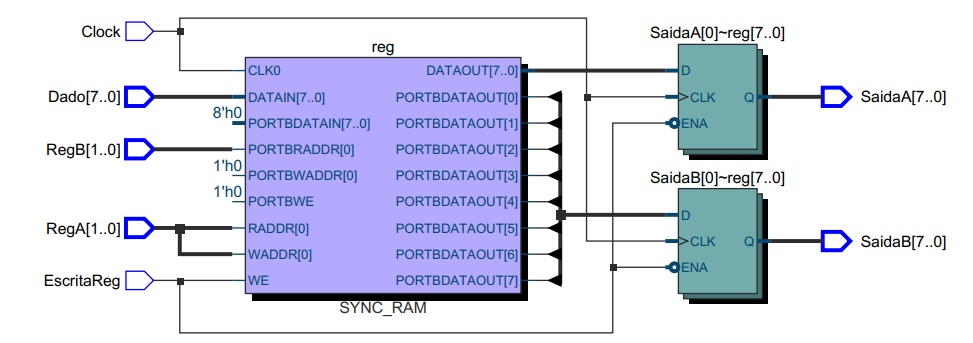 Clock
Dado[7..0]
RegB[1..0]
RegA[1..0]
EscritaReg
8'h0
1'h0
1'h0
reg
CLK0
DATAIN[7..0]
PORTBDATAIN[7..0]
PORTBRADDR[0]
PORTBWADDR[0]
PORTBWE
RADDR[0]
WADDR[0]
WE
DATAOUT[7..0]
PORTBDATAOUT[0]
PORTBDATAOUT[1]
PORTBDATAOUT[2]
PORTBDATAOUT[3]
PORTBDATAOUT[4]
PORTBDATAOUT[5]
PORTBDATAOUT[6]
PORTBDATAOUT[7]
SYNC_RAM
SaidaA[0]~reg[7..0]
D
CLK
Q
ENA
SaidaA[7..0]
SaidaB[0]~reg[7..0]
D
CLK
Q
ENA
SaidaB[7..0]